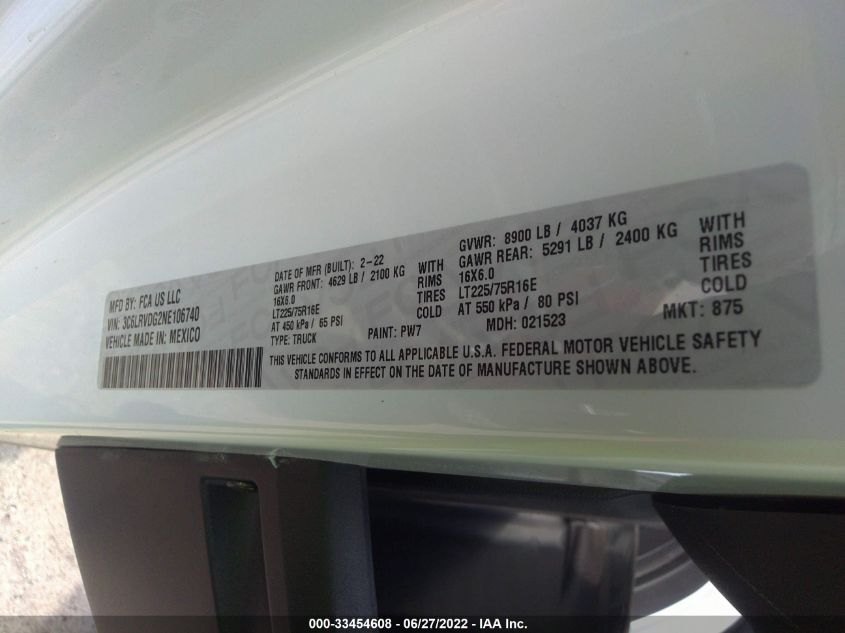 MFD BY: FCA US LLC
VIN: 3C6LRVDG2NE106740
VEHICLE MADE IN: MEXICO
DATE OF MFR (BUILT): 2-22
GAWR FRONT: 4629 LB / 2100 KG
16X6.0
LT225/75R16E
AT 450 kPa / 65 PSI
TYPE: TRUCK
WITH
RIMS
TIRES
COLD
PAINT: PW7
GVWR: 8900 LB / 4037 KG
GAWR REAR: 5291 LB / 2400 KG
16X6.0
LT225/75R16E
AT 550 kPa / 80 PSI
MDH: 021523
WITH
RIMS
TIRES
COLD
MKT: 875
THIS VEHICLE CONFORMS TO ALL APPLICABLE U.S.A. FEDERAL MOTOR VEHICLE SAFETY
STANDARDS IN EFFECT ON THE DATE OF MANUFACTURE SHOWN ABOVE.
000-33454608 - 06/27/2022 - IAA Inc.